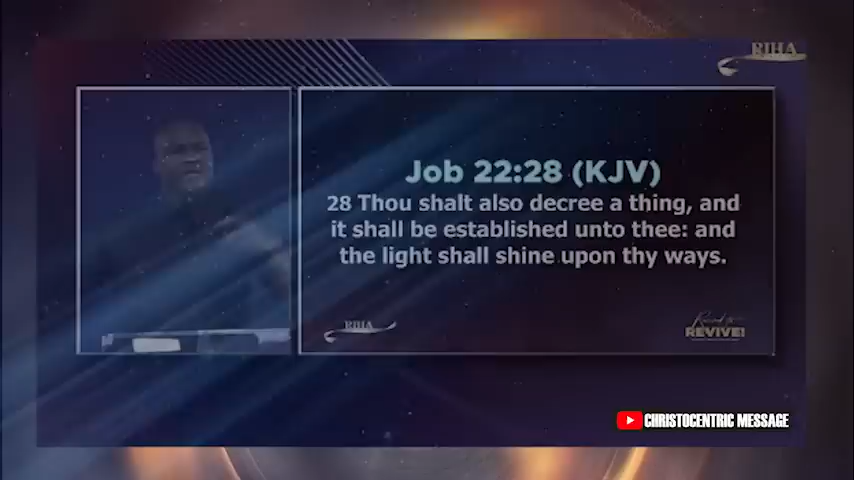 RIHA
Job 22:28 (KJV)
28 Thou shalt also decree a thing, and
it shall be established unto thee: and
the light shall shine upon thy ways.
RIHA
REVIVE!
CHRISTOCENTRIC MESSAGE